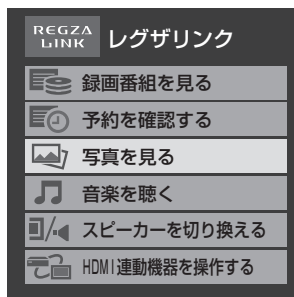 REGZA
LINK
レグザリンク
録画番組を見る
予約を確認する
写真を見る
音楽を聴く
スピーカーを切り換える
HDMI連動機器を操作する